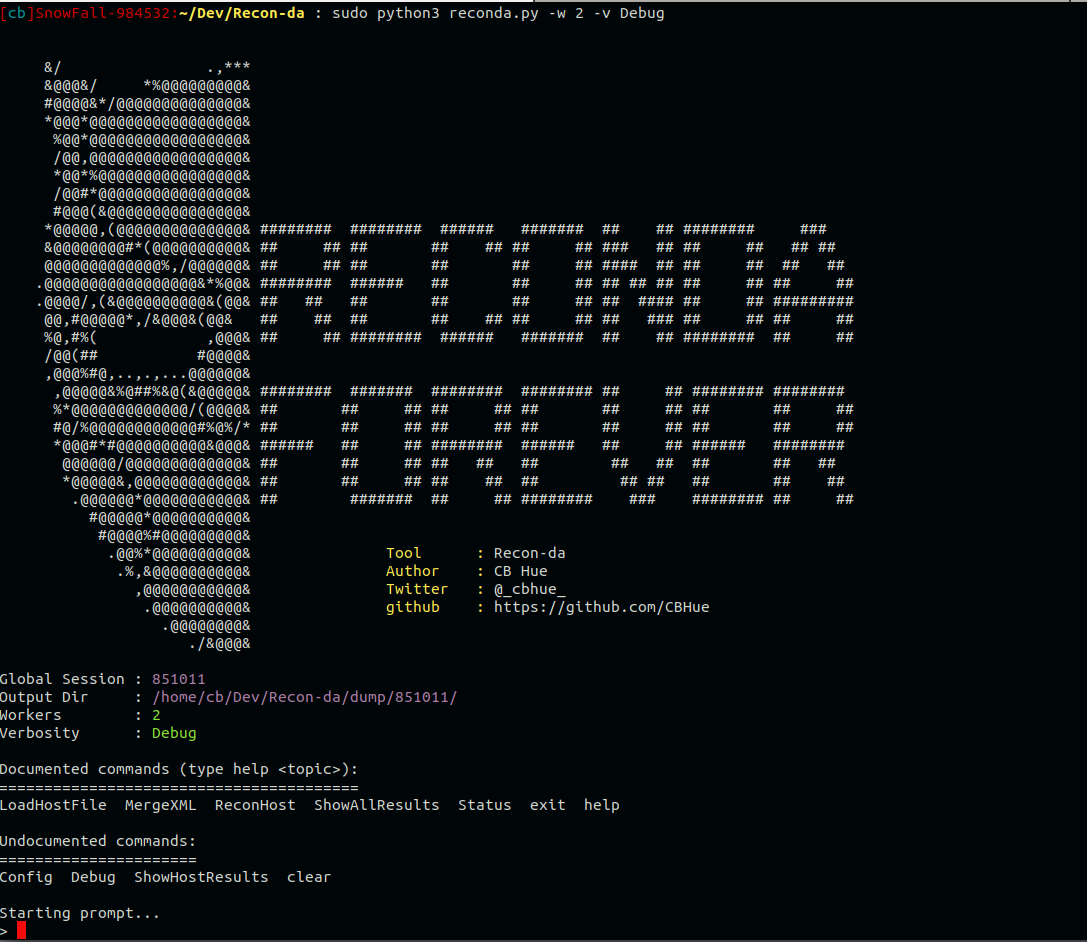 [cb]SnowFall-984532:~/Dev/Recon-da : sudo python3 reconda.py -w 2 -v Debug
RECONDA
FOREVER
Tool : Recon-da
Author : CB Hue
Twitter : @_cbhue_
github : https://github.com/CBHue
Global Session : 851011
Output Dir : /home/cb/Dev/Recon-da/dump/851011/
Workers : 2
Verbosity : Debug
Documented commands (type help <topic>):
========================================
LoadHostFile MergeXML ReconHost ShowAllResults Status exit help
Undocumented commands:
======================
Config Debug ShowHostResults clear
Starting prompt...
>